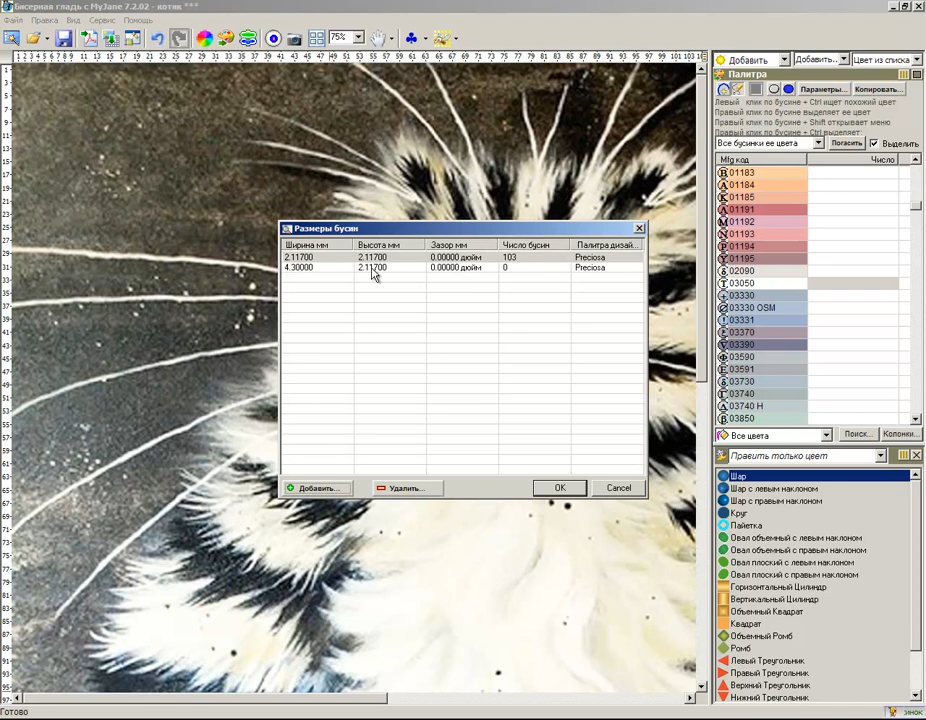 Бисерная гладь с MyJane 7.2.02 - котик ***
Файл Правка Вид Сервис Помощь
75%
Добавить Добавить.. Цвет из списка
Палитра
Параметры... Копировать...
Левый клик по бусине + Ctrl ищет похожий цвет
Правый клик по бусине выделяет ее цвет
Правый клик по бусине + Shift открывает меню
Правый клик по бусине + Ctrl выделяет:
Все бусинки ее цвета Погасить Выделить
Mfg код Число
01183
01184
01185
01191
01192
01193
01194
01195
02090
03050
03330
03330 OSM
03331
03370
03390
03590
03591
03730
03740
03740 H
03850
Все цвета Поиск... Колонки...
Править только цвет
Шар
Шар с левым наклоном
Шар с правым наклоном
Круг
Пайетка
Овал объемный с левым наклоном
Овал объемный с правым наклоном
Овал плоский с левым наклоном
Овал плоский с правым наклоном
Горизонтальный Цилиндр
Вертикальный Цилиндр
Объемный Квадрат
Квадрат
Объемный Ромб
Ромб
Левый Треугольник
Правый Треугольник
Верхний Треугольник
Нижний Треугольник
Размеры бусин
Ширина мм Высота мм Зазор мм Число бусин Палитра дизай...
2.11700 2.11700 0.00000 дюйм 103 Preciosa
4.30000 2.11700 0.00000 дюйм 0 Preciosa
Добавить... Удалить... OK Cancel
Готово